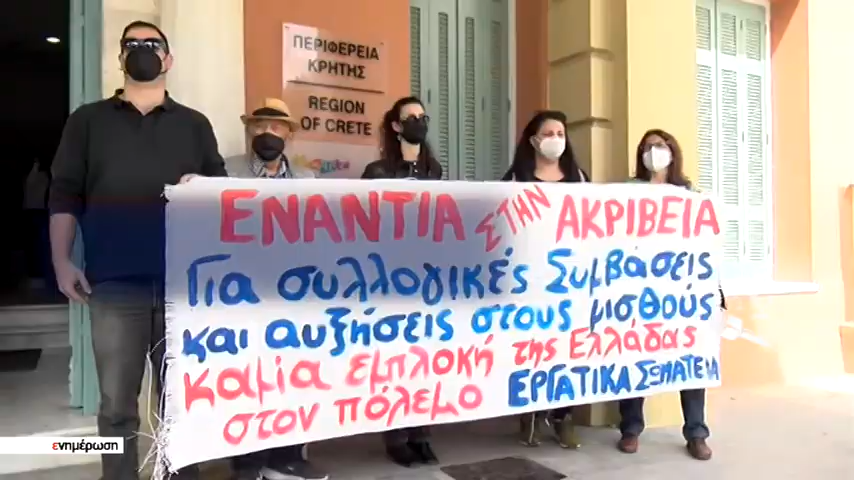 ΠΕΡΙΦΕΡΕΙΑ
ΚΡΗΤΗΣ
REGION
OF CRETE
ΕΝΑΝΤΙΑ ΣΤΗΝ ΑΚΡΙΒΕΙΑ
Για συλλογικές Συμβάσεις
και αυξήσεις στους μισθούς
καμία εμπλοκή της Ελλάδας
στον πόλεμο ΕΡΓΑΤΙΚΑ ΣΩΜΑΤΕΙΑ
ενημέρωση